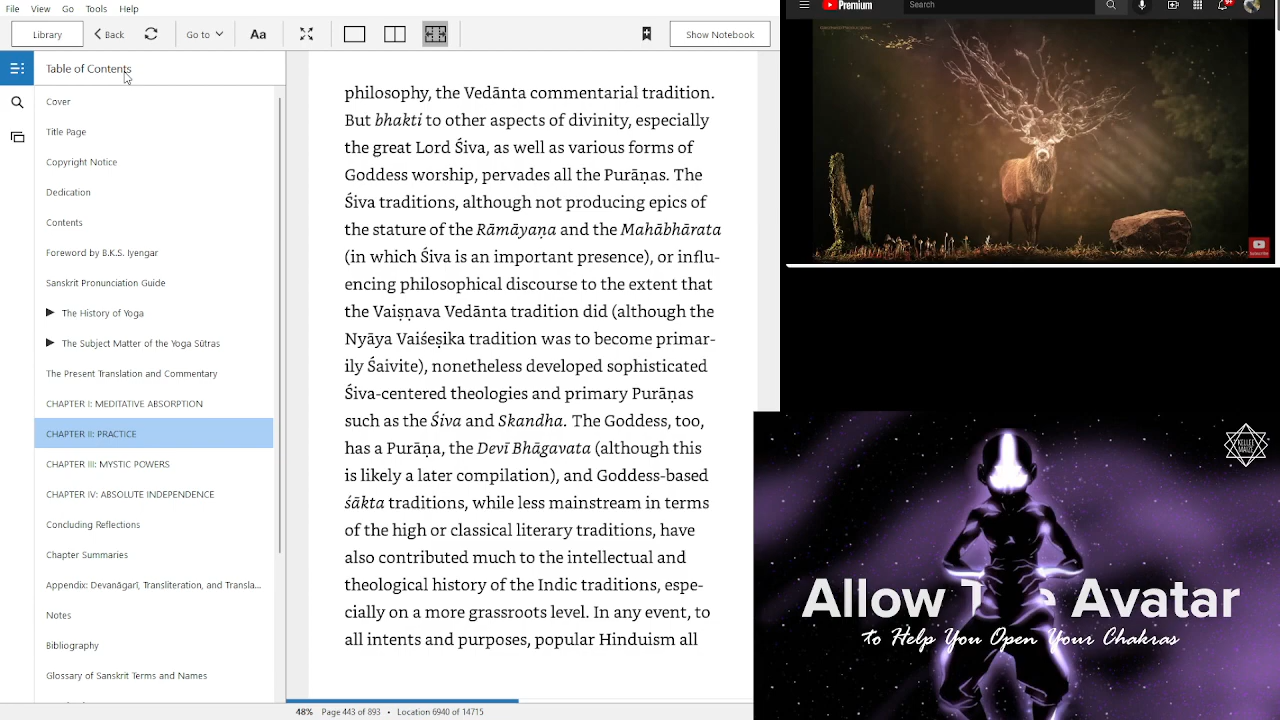 File View Go Tools Help
Library
Back
Go to
Aa
Show Notebook
Table of Contents
Cover
Title Page
Copyright Notice
Dedication
Contents
Foreword by B.K.S. Iyengar
Sanskrit Pronunciation Guide
The History of Yoga
The Subject Matter of the Yoga Sūtras
The Present Translation and Commentary
CHAPTER I: MEDITATIVE ABSORPTION
CHAPTER II: PRACTICE
CHAPTER III: MYSTIC POWERS
CHAPTER IV: ABSOLUTE INDEPENDENCE
Concluding Reflections
Chapter Summaries
Appendix: Devanāgarī, Transliteration, and Transla...
Notes
Bibliography
Glossary of Sanskrit Terms and Names
philosophy, the Vedānta commentarial tradition.
But bhakti to other aspects of divinity, especially
the great Lord Śiva, as well as various forms of
Goddess worship, pervades all the Purāṇas. The
Śiva traditions, although not producing epics of
the stature of the Rāmāyaṇa and the Mahābhārata
(in which Śiva is an important presence), or influ-
encing philosophical discourse to the extent that
the Vaiṣṇava Vedānta tradition did (although the
Nyāya Vaiśeṣika tradition was to become primar-
ily Śaivite), nonetheless developed sophisticated
Śiva-centered theologies and primary Purāṇas
such as the Śiva and Skandha. The Goddess, too,
has a Purāṇa, the Devī Bhāgavata (although this
is likely a later compilation), and Goddess-based
śākta traditions, while less mainstream in terms
of the high or classical literary traditions, have
also contributed much to the intellectual and
theological history of the Indic traditions, espe-
cially on a more grassroots level. In any event, to
all intents and purposes, popular Hinduism all
48% Page 443 of 893 • Location 6940 of 14715
Premium
Search
9+
Subscribe
Allow T e Avatar
to Help You Open Your Chakras